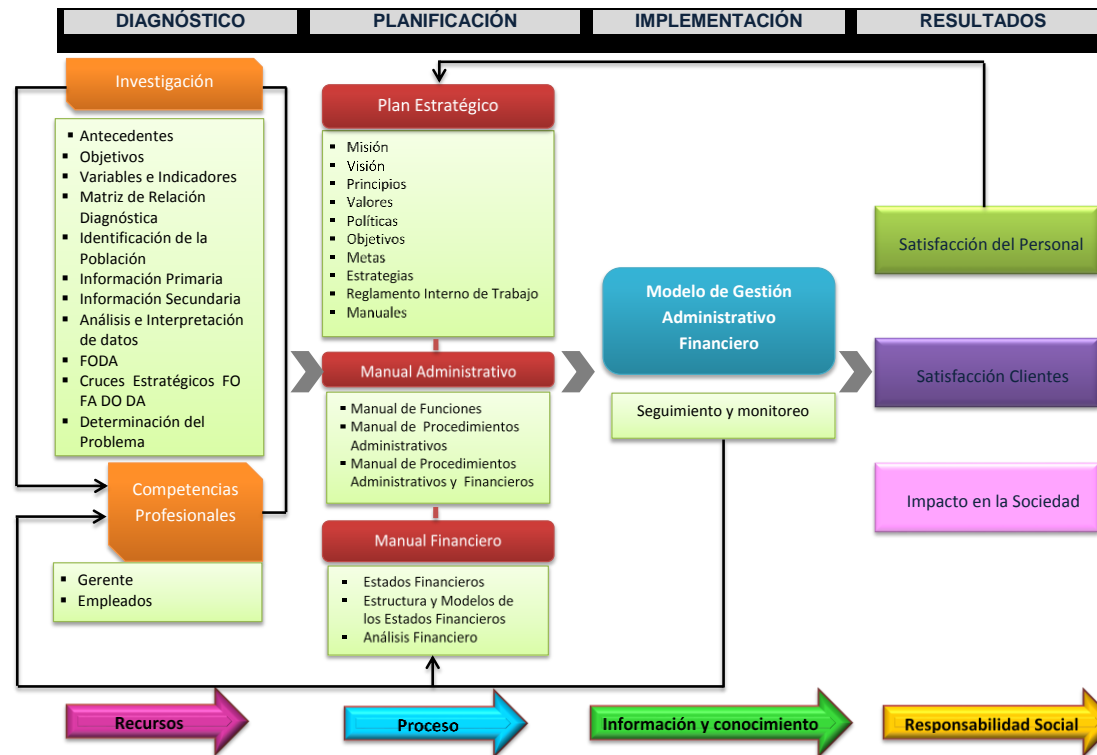 DIAGNÓSTICO
PLANIFICACIÓN
IMPLEMENTACIÓN
RESULTADOS
Investigación
▪ Antecedentes
▪ Objetivos
▪ Variables e Indicadores
▪ Matriz de Relación
Diagnóstica
▪ Identificación de la
Población
▪ Información Primaria
▪ Información Secundaria
▪ Análisis e Interpretación
de datos
▪ FODA
▪ Cruces Estratégicos FO
FA DO DA
▪ Determinación del
Problema
Competencias
Profesionales
▪ Gerente
▪ Empleados
Plan Estratégico
▪ Misión
▪ Visión
▪ Principios
▪ Valores
▪ Políticas
▪ Objetivos
▪ Metas
▪ Estrategias
▪ Reglamento Interno de Trabajo
▪ Manuales
Manual Administrativo
▪ Manual de Funciones
▪ Manual de Procedimientos
Administrativos
▪ Manual de Procedimientos
Administrativos y Financieros
Manual Financiero
▪ Estados Financieros
▪ Estructura y Modelos de
los Estados Financieros
▪ Análisis Financiero
Modelo de Gestión
Administrativo
Financiero
Seguimiento y monitoreo
Satisfacción del Personal
Satisfacción Clientes
Impacto en la Sociedad
Recursos
Proceso
Información y conocimiento
Responsabilidad Social